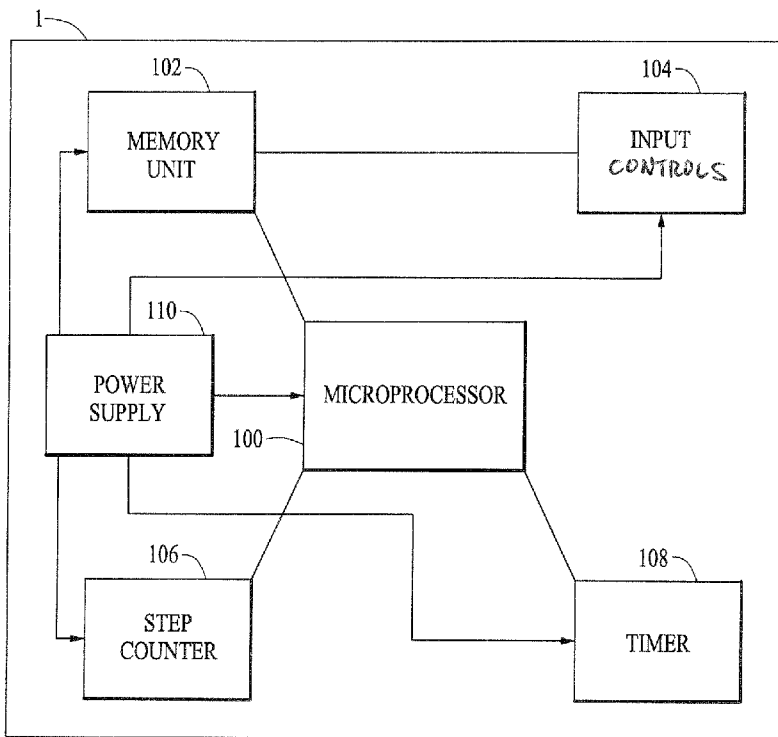 1
102
MEMORY
UNIT
104
INPUT
CONTROLS
110
POWER
SUPPLY
MICROPROCESSOR
100
106
STEP
COUNTER
108
TIMER